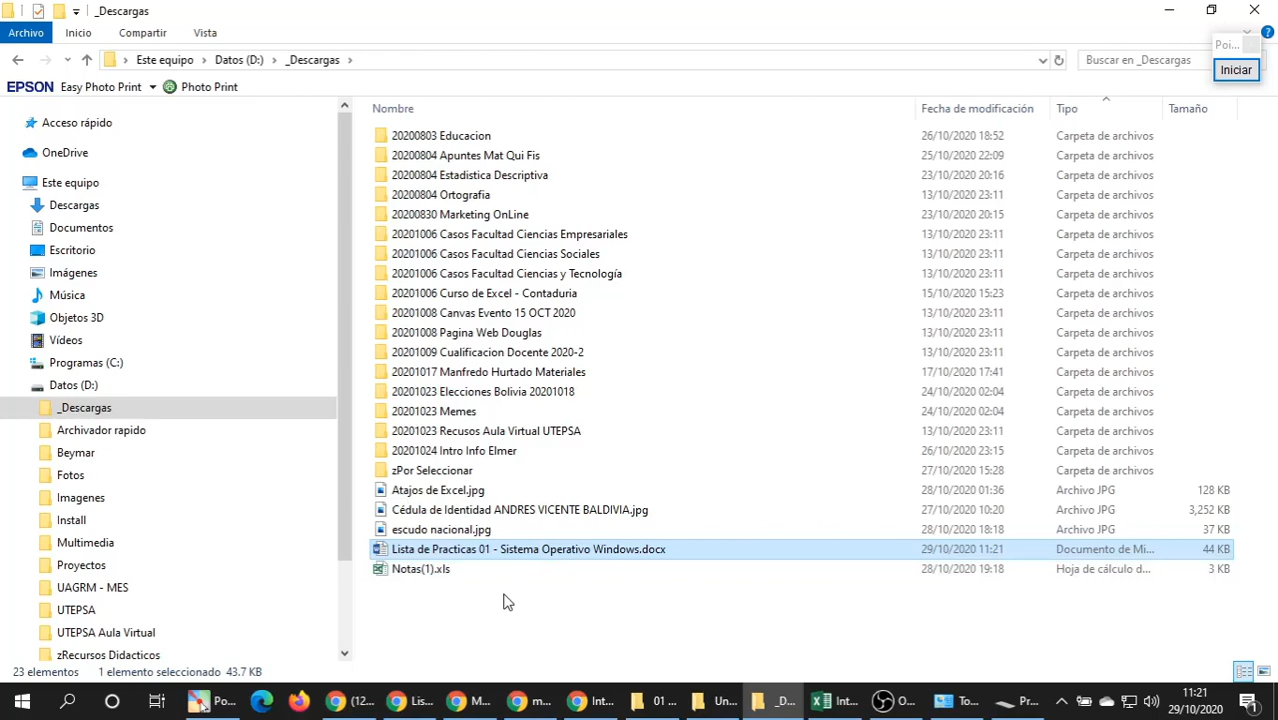 _Descargas
Archivo Inicio Compartir Vista
Poi...
Este equipo > Datos (D:) > _Descargas >
Buscar en _Descargas
Iniciar
EPSON Easy Photo Print Photo Print
Acceso rápido
OneDrive
Este equipo
Descargas
Documentos
Escritorio
Imágenes
Música
Objetos 3D
Vídeos
Programas (C:)
Datos (D:)
_Descargas
Archivador rapido
Beymar
Fotos
Imagenes
Install
Multimedia
Proyectos
UAGRM - MES
UTEPSA
UTEPSA Aula Virtual
zRecursos Didacticos
Nombre Fecha de modificación Tipo Tamaño
20200803 Educacion 26/10/2020 18:52 Carpeta de archivos
20200804 Apuntes Mat Qui Fis 25/10/2020 22:09 Carpeta de archivos
20200804 Estadistica Descriptiva 23/10/2020 20:16 Carpeta de archivos
20200804 Ortografia 13/10/2020 23:11 Carpeta de archivos
20200830 Marketing OnLine 23/10/2020 20:15 Carpeta de archivos
20201006 Casos Facultad Ciencias Empresariales 13/10/2020 23:11 Carpeta de archivos
20201006 Casos Facultad Ciencias Sociales 13/10/2020 23:11 Carpeta de archivos
20201006 Casos Facultad Ciencias y Tecnología 13/10/2020 23:11 Carpeta de archivos
20201006 Curso de Excel - Contaduria 15/10/2020 15:23 Carpeta de archivos
20201008 Canvas Evento 15 OCT 2020 13/10/2020 23:11 Carpeta de archivos
20201008 Pagina Web Douglas 13/10/2020 23:11 Carpeta de archivos
20201009 Cualificacion Docente 2020-2 13/10/2020 23:11 Carpeta de archivos
20201017 Manfredo Hurtado Materiales 17/10/2020 17:41 Carpeta de archivos
20201023 Elecciones Bolivia 20201018 24/10/2020 02:04 Carpeta de archivos
20201023 Memes 24/10/2020 02:04 Carpeta de archivos
20201023 Recusos Aula Virtual UTEPSA 13/10/2020 23:11 Carpeta de archivos
20201024 Intro Info Elmer 26/10/2020 23:15 Carpeta de archivos
zPor Seleccionar 27/10/2020 15:28 Carpeta de archivos
Atajos de Excel.jpg 28/10/2020 01:36 Archivo JPG 128 KB
Cédula de Identidad ANDRES VICENTE BALDIVIA.jpg 27/10/2020 10:20 Archivo JPG 3,252 KB
escudo nacional.jpg 28/10/2020 18:18 Archivo JPG 37 KB
Lista de Practicas 01 - Sistema Operativo Windows.docx 29/10/2020 11:21 Documento de Mi... 44 KB
Notas(1).xls 28/10/2020 19:18 Hoja de cálculo d... 3 KB
23 elementos 1 elemento seleccionado 43.7 KB
Po... (12... Lis... M... m... Int... 01 ... Un... _D... Int... O... To... Pr...
11:21
29/10/2020
1